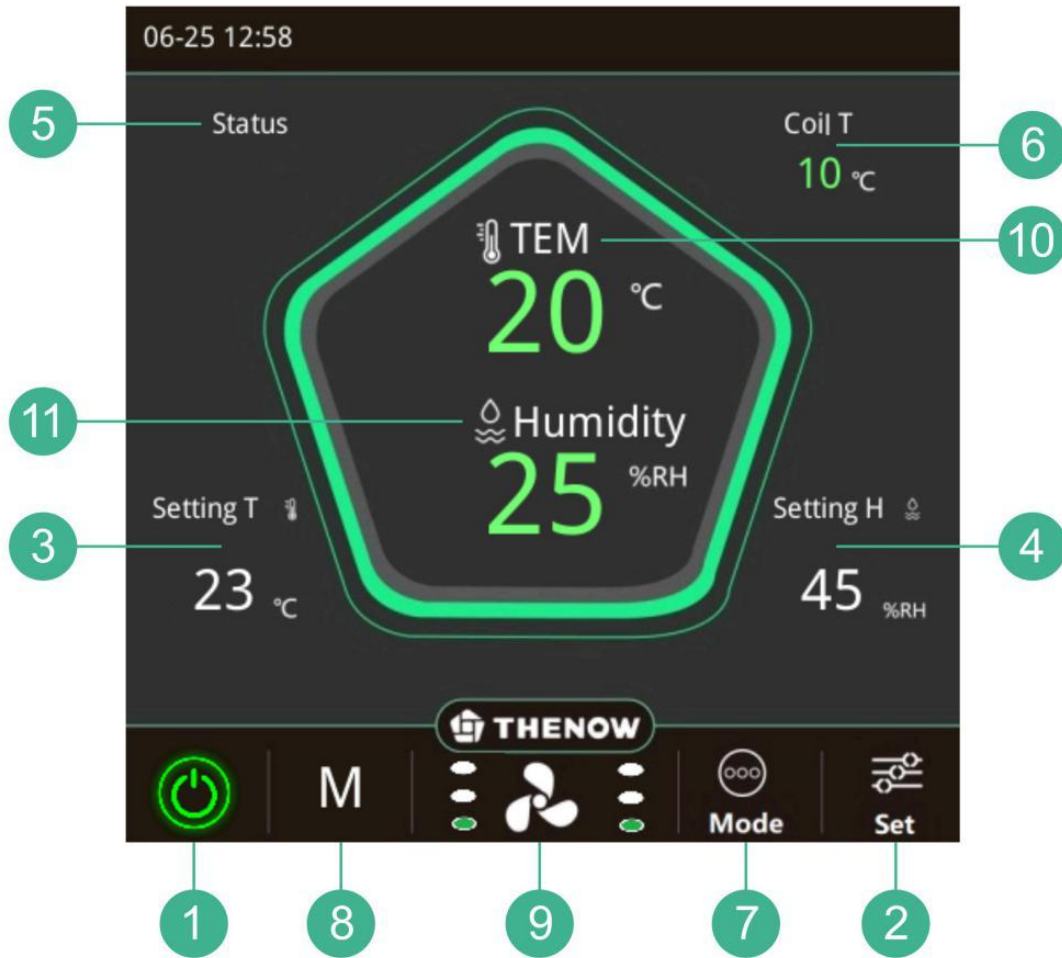 06-25 12:58
5
Status
Coil T
6
10 ℃
TEM
10
20 ℃
11
Humidity
25 %RH
Setting T
Setting H
3
4
23 ℃
45 %RH
THENOW
M
Mode
Set
1
8
9
7
2